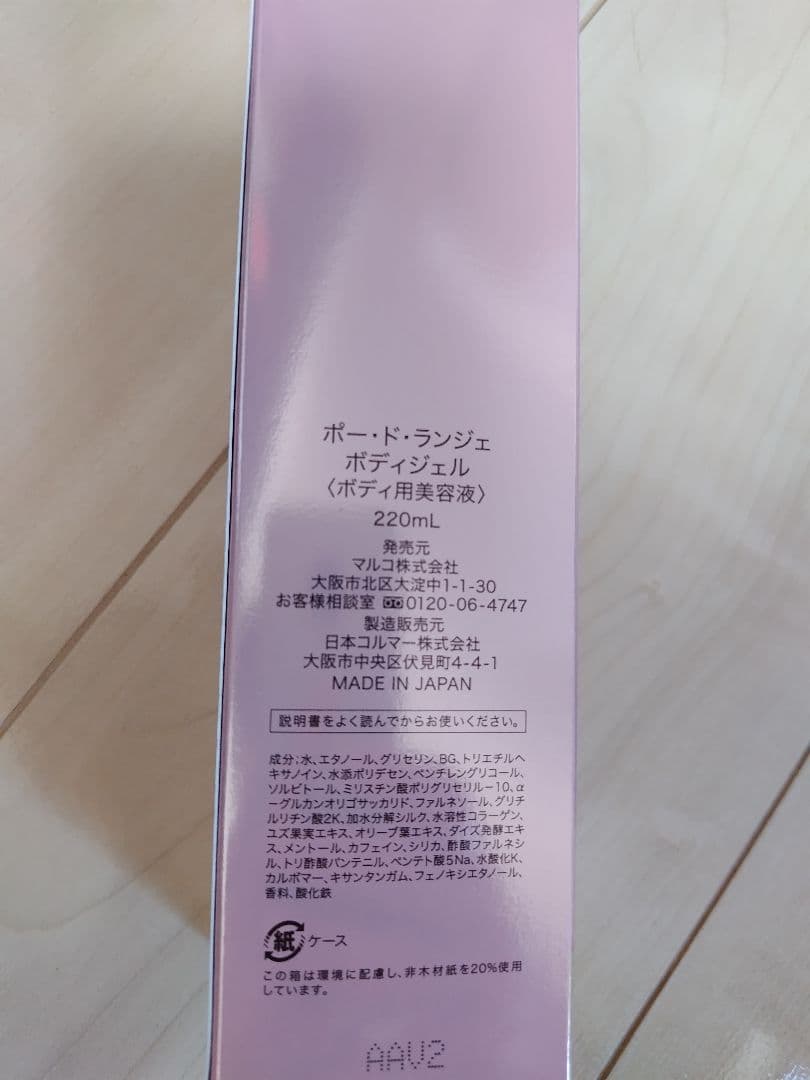 ポー・ド・ランジェ
ボディジェル
〈ボディ用美容液〉
220mL
発売元
マルコ株式会社
大阪市北区大淀中1-1-30
お客様相談室 0120-06-4747
製造販売元
日本コルマー株式会社
大阪市中央区伏見町4-4-1
MADE IN JAPAN
説明書をよく読んでからお使いください。
成分;水、エタノール、グリセリン、BG、トリエチルヘ
キサノイン、水添ポリデセン、ペンチレングリコール、
ソルビトール、ミリスチン酸ポリグリセリル－10、α
－グルカンオリゴサッカリド、ファルネソール、グリチ
ルリチン酸2K、加水分解シルク、水溶性コラーゲン、
ユズ果実エキス、オリーブ葉エキス、ダイズ発酵エキ
ス、メントール、カフェイン、シリカ、酢酸ファルネシ
ル、トリ酢酸パンテニル、ペンテト酸5Na、水酸化K、
カルボマー、キサンタンガム、フェノキシエタノール、
香料、酸化鉄
紙 ケース
この箱は環境に配慮し、非木材紙を20%使用
しています。
AAV2